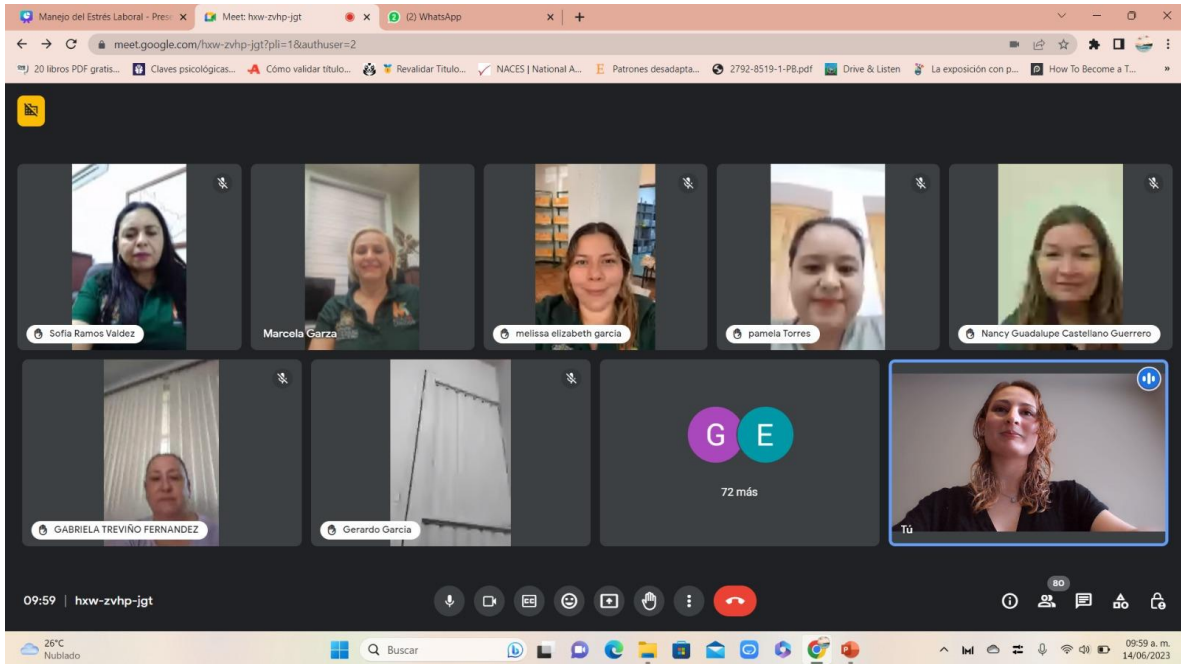 Manejo del Estrés Laboral - Pres
Meet: hxw-zvhp-jgt
(2) WhatsApp
meet.google.com/hxw-zvhp-jgt?pli=1&authuser=2
20 libros PDF gratis...
Claves psicológicas...
Cómo validar título...
Revalidar Titulo...
NACES | National A...
Patrones desadapta...
2792-8519-1-PB.pdf
Drive & Listen
La exposición con p...
How To Become a T...
Sofia Ramos Valdez
Marcela Garza
melissa elizabeth garcia
pamela Torres
Nancy Guadalupe Castellano Guerrero
GABRIELA TREVIÑO FERNANDEZ
Gerardo Garcia
G E
72 más
Tú
09:59 | hxw-zvhp-jgt
80
26°C
Nublado
Buscar
09:59 a. m.
14/06/2023